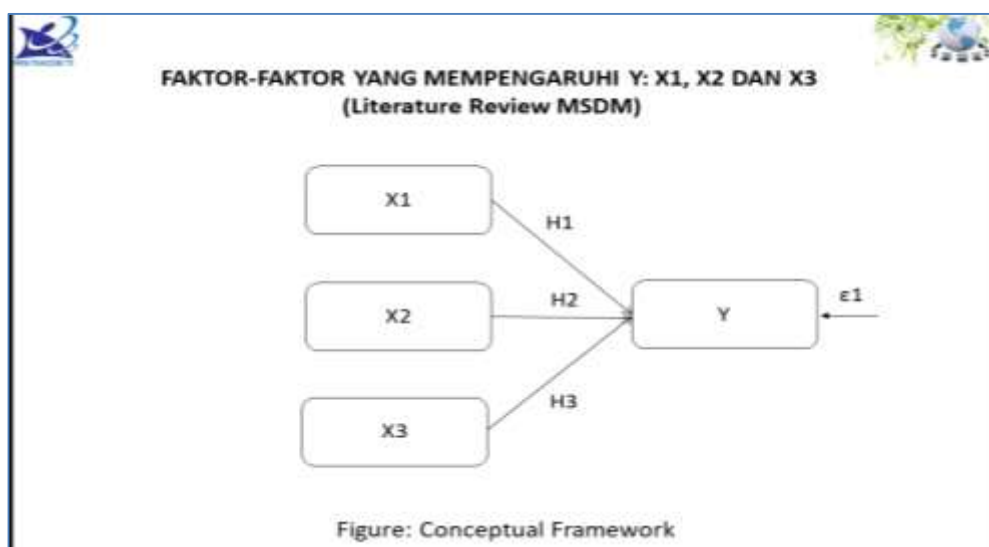 FAKTOR-FAKTOR YANG MEMPENGARUHI Y: X1, X2 DAN X3
(Literature Review MSDM)
X1
H1
X2
H2
Y
ε1
H3
X3
Figure: Conceptual Framework